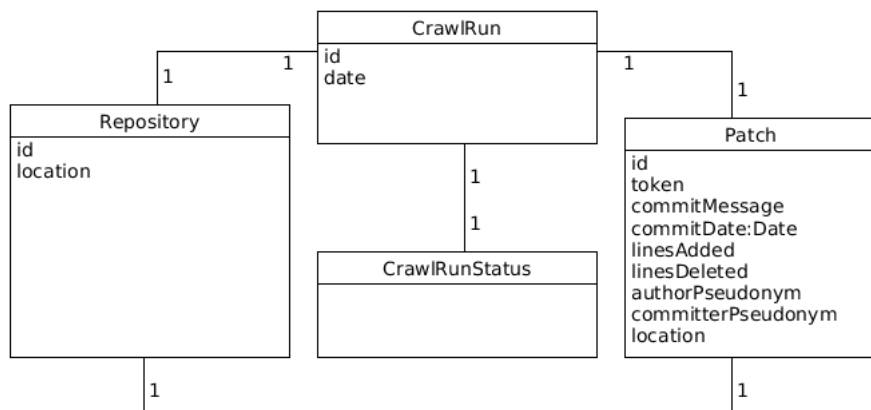 CrawlRun
id
date
1
1
1
1
Repository
id
location
1
1
CrawlRunStatus
Patch
id
token
commitMessage
commitDate:Date
linesAdded
linesDeleted
authorPseudonym
committerPseudonym
location
1
1